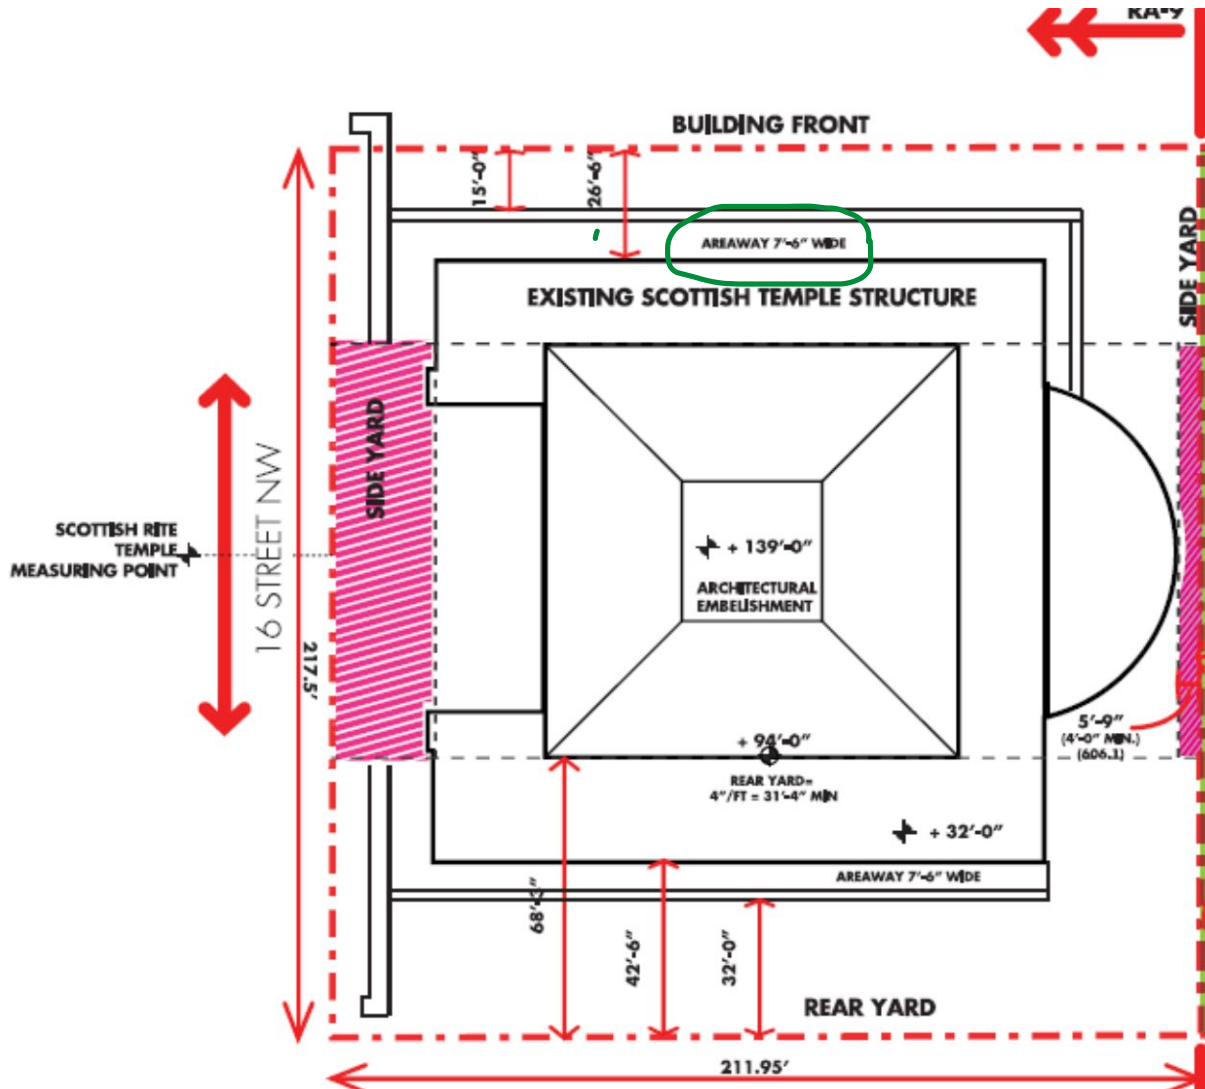 RA-9
BUILDING FRONT
15'-0"
26'-6"
SIDE YARD
AREAWAY 7'-6" WIDE
EXISTING SCOTTISH TEMPLE STRUCTURE
SIDE YARD
16 STREET NW
SCOTTISH RITE
TEMPLE
MEASURING POINT
+ 139'-0"
ARCHITECTURAL
EMBELISHMENT
217.5'
5'-9"
(4'-0" MIN.)
(606.1)
+ 94'-0"
REAR YARD=
4"/FT = 31'-4" MIN
+ 32'-0"
AREAWAY 7'-6" WIDE
68'-3"
42'-6"
32'-0"
REAR YARD
211.95'